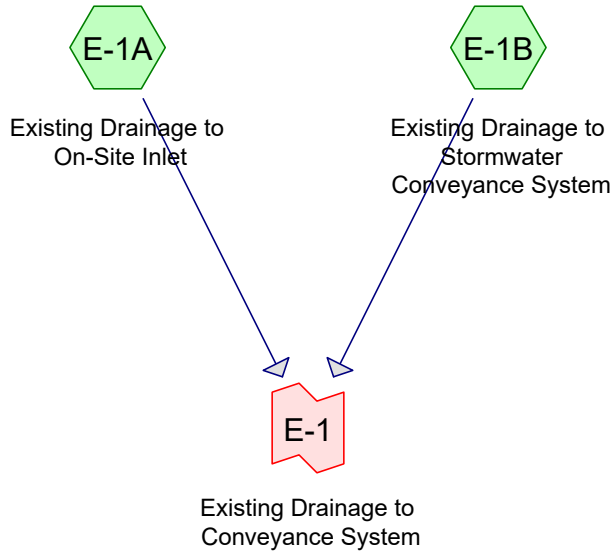 E-1A
Existing Drainage to
On-Site Inlet
E-1B
Existing Drainage to
Stormwater
Conveyance System
E-1
Existing Drainage to
Conveyance System